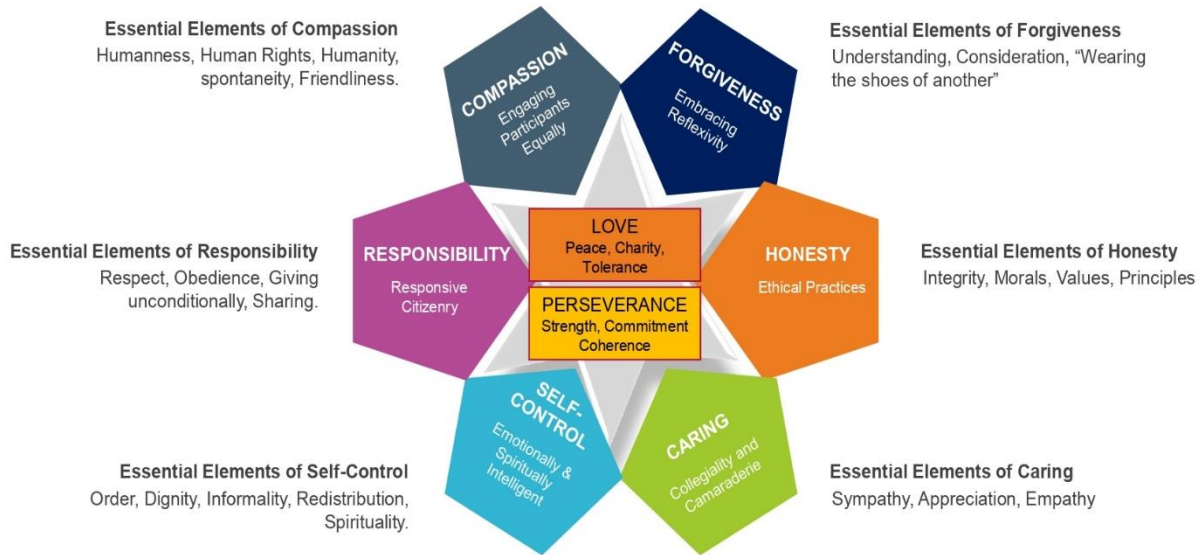 Essential Elements of Compassion
Humanness, Human Rights, Humanity,
spontaneity, Friendliness.
COMPASSION
Engaging
Participants
Equally
FORGIVENESS
Embracing
Reflexivity
Essential Elements of Forgiveness
Understanding, Consideration, “Wearing
the shoes of another”
Essential Elements of Responsibility
Respect, Obedience, Giving
unconditionally, Sharing.
RESPONSIBILITY
Responsive
Citizenry
LOVE
Peace, Charity,
Tolerance
PERSEVERANCE
Strength, Commitment
Coherence
HONESTY
Ethical Practices
Essential Elements of Honesty
Integrity, Morals, Values, Principles
Essential Elements of Self-Control
Order, Dignity, Informality, Redistribution,
Spirituality.
SELF-
CONTROL
Emotionally &
Spiritually
Intelligent
CARING
Collegiality and
Camaraderie
Essential Elements of Caring
Sympathy, Appreciation, Empathy